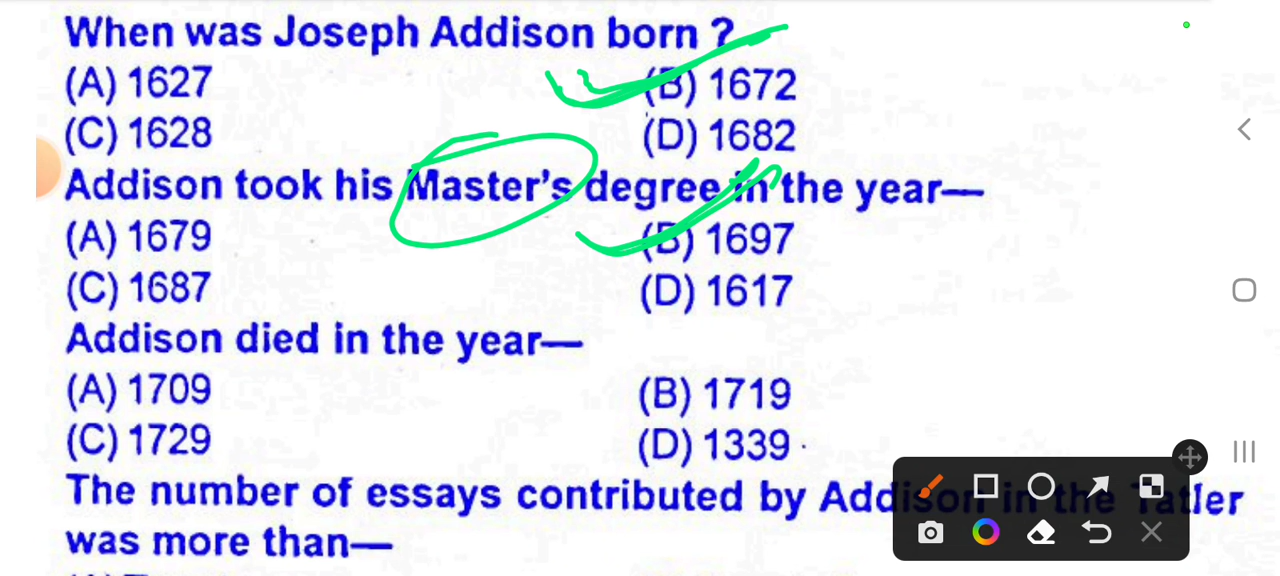 When was Joseph Addison born ?
(A) 1627 (B) 1672
(C) 1628 (D) 1682
Addison took his Master's degree in the year—
(A) 1679 (B) 1697
(C) 1687 (D) 1617
Addison died in the year—
(A) 1709 (B) 1719
(C) 1729 (D) 1339
The number of essays contributed by Addison in the Tatler
was more than—